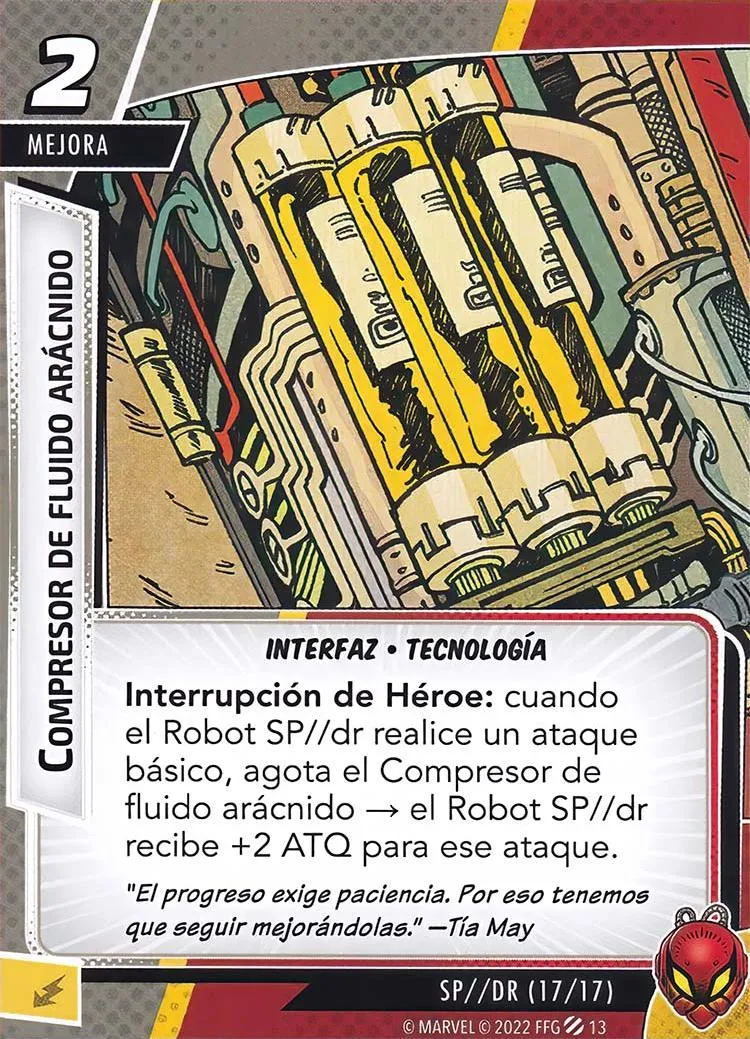 2
MEJORA
COMPRESOR DE FLUIDO ARÁCNIDO
INTERFAZ • TECNOLOGÍA
Interrupción de Héroe: cuando
el Robot SP//dr realice un ataque
básico, agota el Compresor de
fluido arácnido → el Robot SP//dr
recibe +2 ATQ para ese ataque.
"El progreso exige paciencia. Por eso tenemos
que seguir mejorándolas." —Tía May
SP//DR (17/17)
© MARVEL © 2022 FFG 13